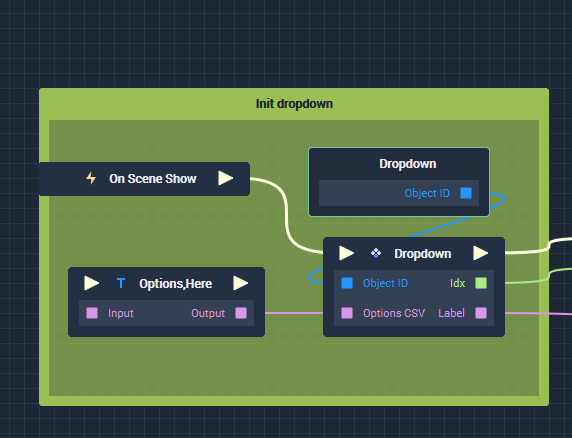 Init dropdown
Dropdown
Object ID
On Scene Show
Dropdown
Object ID
Idx
Options CSV
Label
Options,Here
Input
Output